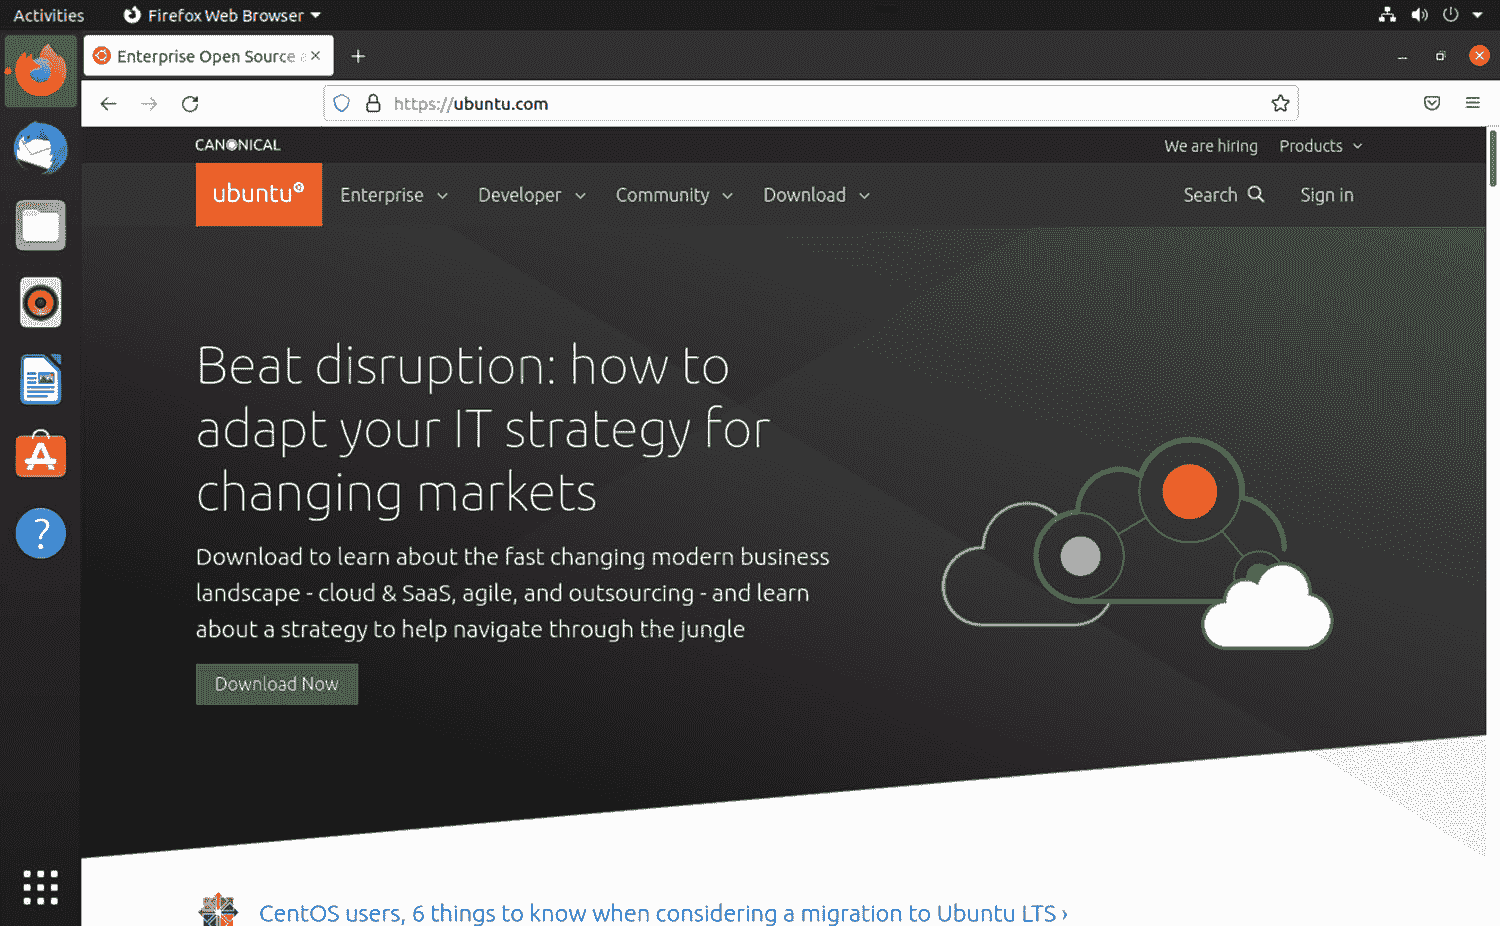 Activities
Firefox Web Browser
Enterprise Open Source a
https://ubuntu.com
CANONICAL
We are hiring
Products
ubuntu
Enterprise
Developer
Community
Download
Search
Sign in
Beat disruption: how to
adapt your IT strategy for
changing markets
Download to learn about the fast changing modern business
landscape - cloud & SaaS, agile, and outsourcing - and learn
about a strategy to help navigate through the jungle
Download Now
?
CentOS users, 6 things to know when considering a migration to Ubuntu LTS ›